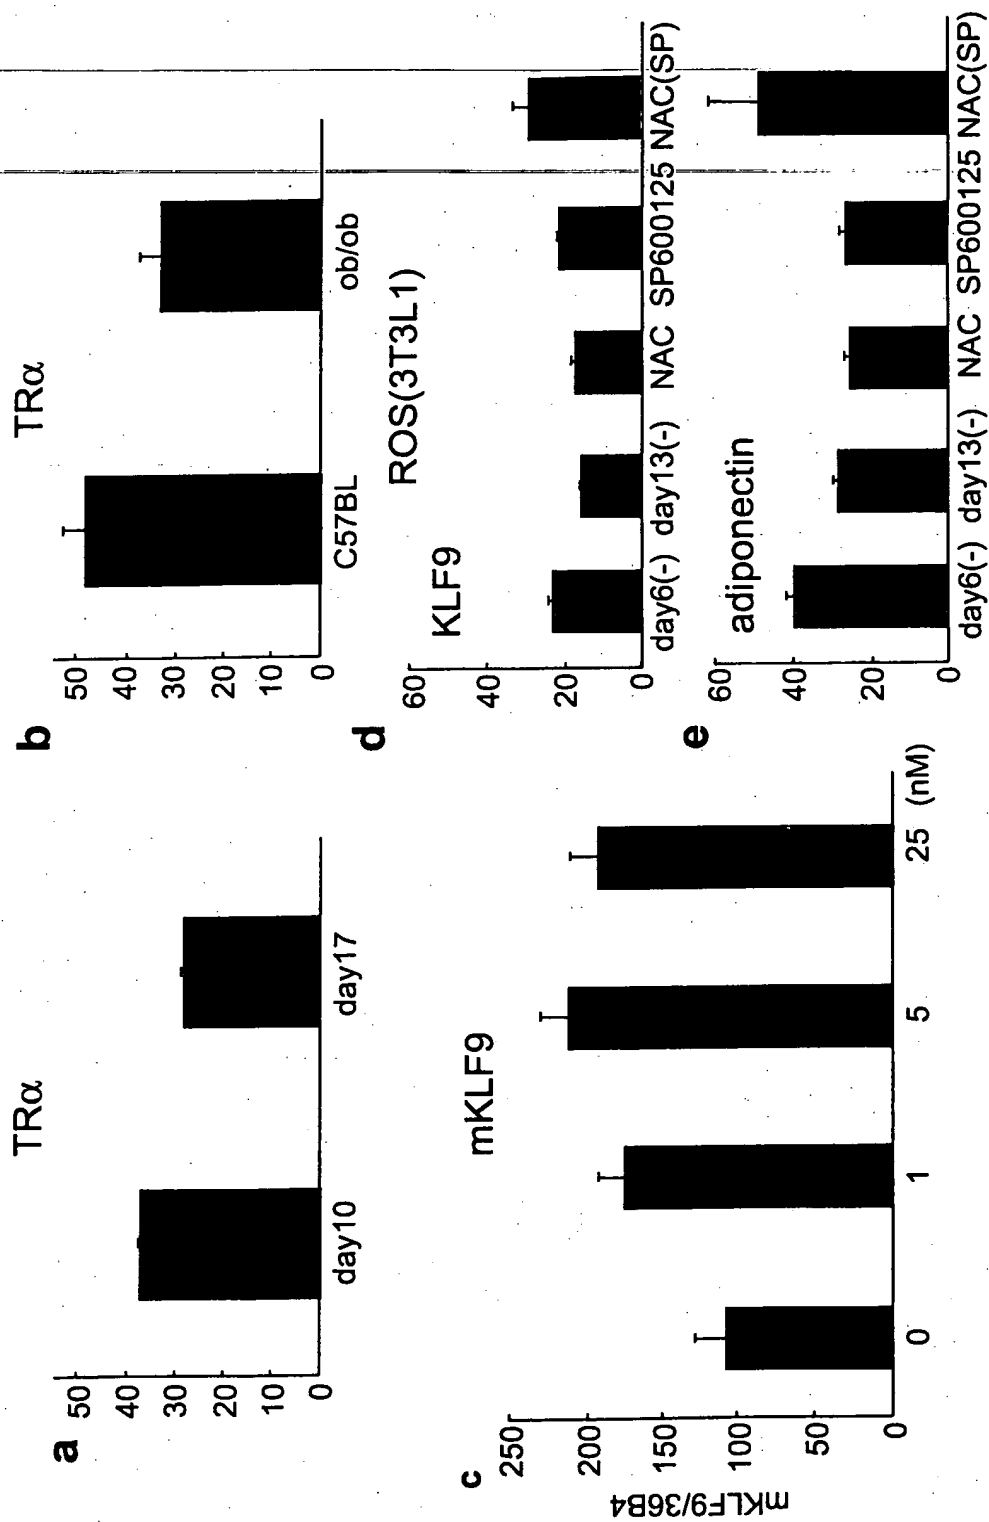 a
TRα
50
40
30
20
10
0
day10 day17
b
TRα
50
40
30
20
10
0
C57BL ob/ob
c
mKLF9
mKLF9/36B4
250
200
150
100
50
0
0 1 5 25 (nM)
ROS(3T3L1)
d
KLF9
60
40
20
0
day6(-) day13(-) NAC SP600125 NAC(SP)
e
adiponectin
60
40
20
0
day6(-) day13(-) NAC SP600125 NAC(SP)